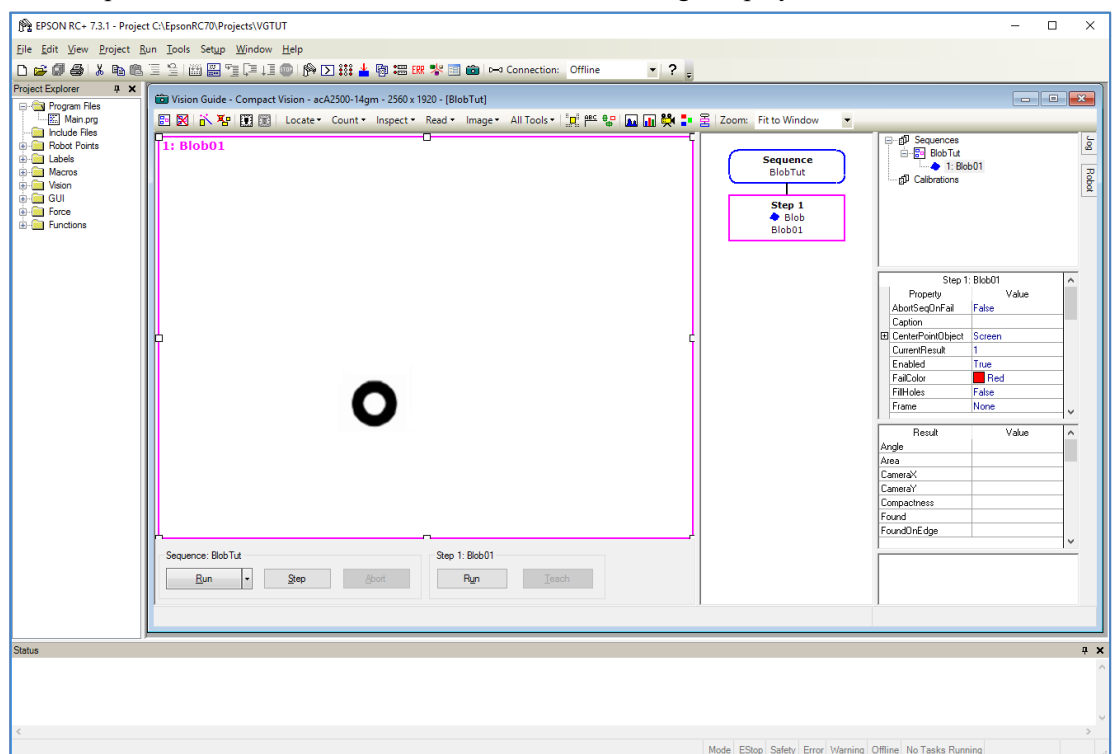 EPSON RC+ 7.3.1 - Project C:\EpsonRC70\Projects\VGTUT
File Edit View Project Run Tools Setup Window Help
Connection: Offline
Project Explorer
Program Files
Main.prg
Include Files
Robot Points
Labels
Macros
Vision
GUI
Force
Functions
Vision Guide - Compact Vision - acA2500-14gm - 2560 x 1920 - [BlobTut]
Locate Count Inspect Read Image All Tools Zoom: Fit to Window
1: Blob01
Sequence
BlobTut
Step 1
Blob
Blob01
Sequences
BlobTut
1: Blob01
Calibrations
Jog
Robot
Step 1: Blob01
Property Value
AbortSeqOnFail False
Caption
CenterPointObject Screen
CurrentResult 1
Enabled True
FailColor Red
FillHoles False
Frame None
Result Value
Angle
Area
CameraX
CameraY
Compactness
Found
FoundOnEdge
Sequence: BlobTut
Run Step Abort
Step 1: Blob01
Run Teach
Status
Mode EStop Safety Error Warning Offline No Tasks Running